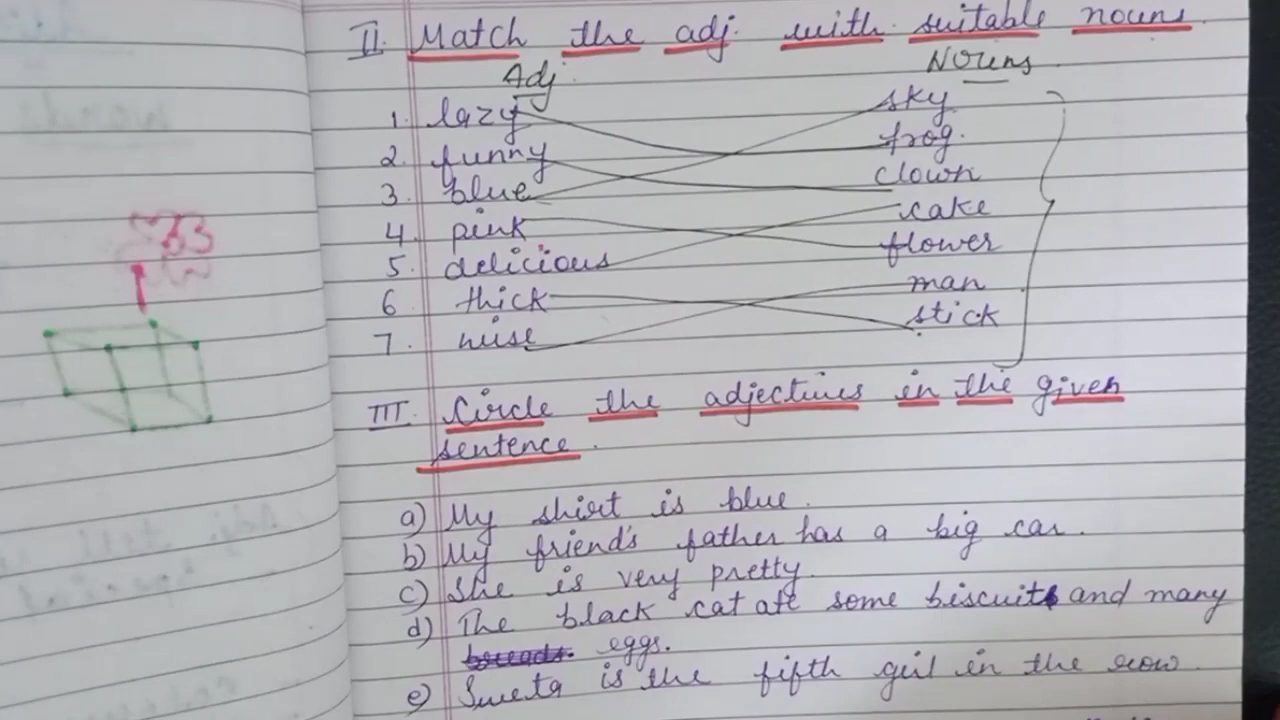 II. Match the adj. with suitable nouns.
Adj Nouns
1. lazy sky
2. funny frog.
3. blue clown
4. pink cake
5. delicious flower
6 thick man
7. wise stick
III. Circle the adjectives in the given
sentence.
a) My shirt is blue.
b) My friend's father has a big car.
c) She is very pretty.
d) The black cat ate some biscuits and many
breads. eggs.
e) Sweta is the fifth girl in the row.